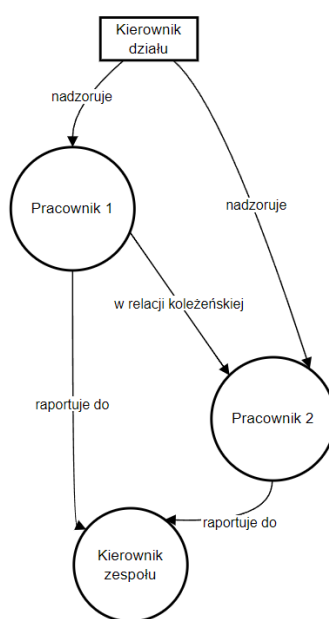 Kierownik
działu
nadzoruje
Pracownik 1
nadzoruje
w relacji koleżeńskiej
raportuje do
Pracownik 2
raportuje do
Kierownik
zespołu